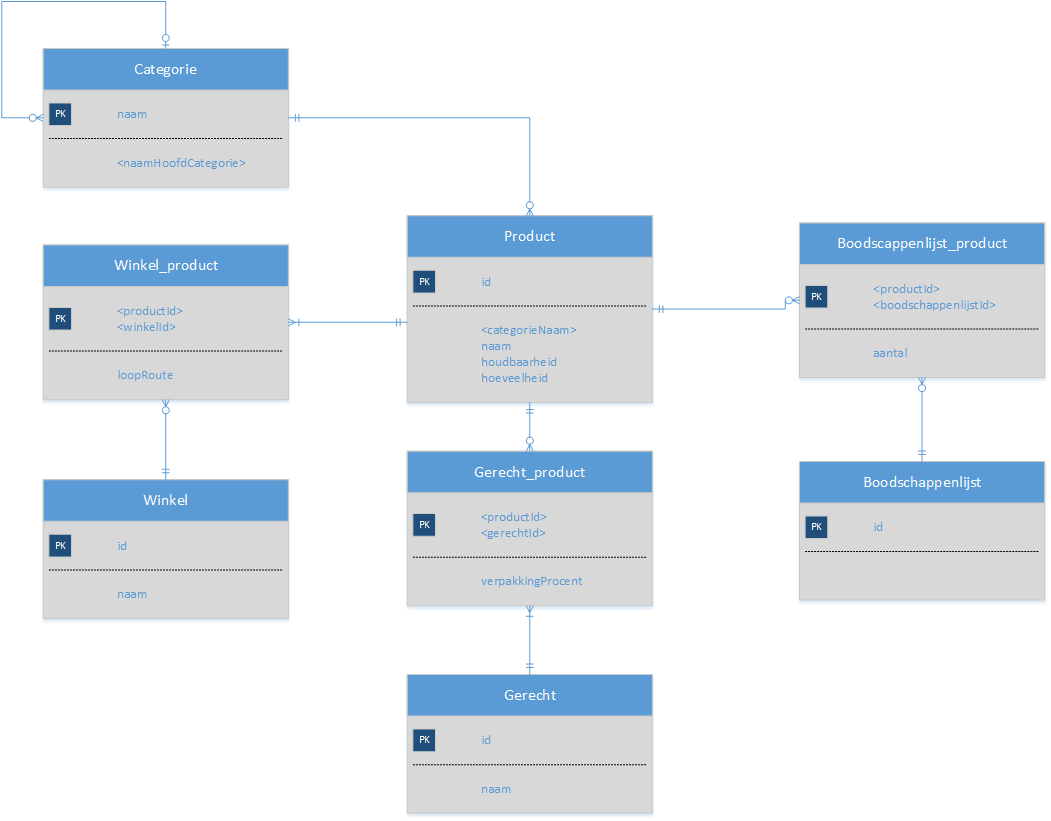 Categorie
PK
naam
<naamHoofdCategorie>
Winkel_product
PK
<productId>
<winkelId>
loopRoute
Winkel
PK
id
naam
Product
PK
id
<categorieNaam>
naam
houdbaarheid
hoeveelheid
Gerecht_product
PK
<productId>
<gerechtId>
verpakkingProcent
Gerecht
PK
id
naam
Boodscappenlijst_product
PK
<productId>
<boodschappenlijstId>
aantal
Boodschappenlijst
PK
id